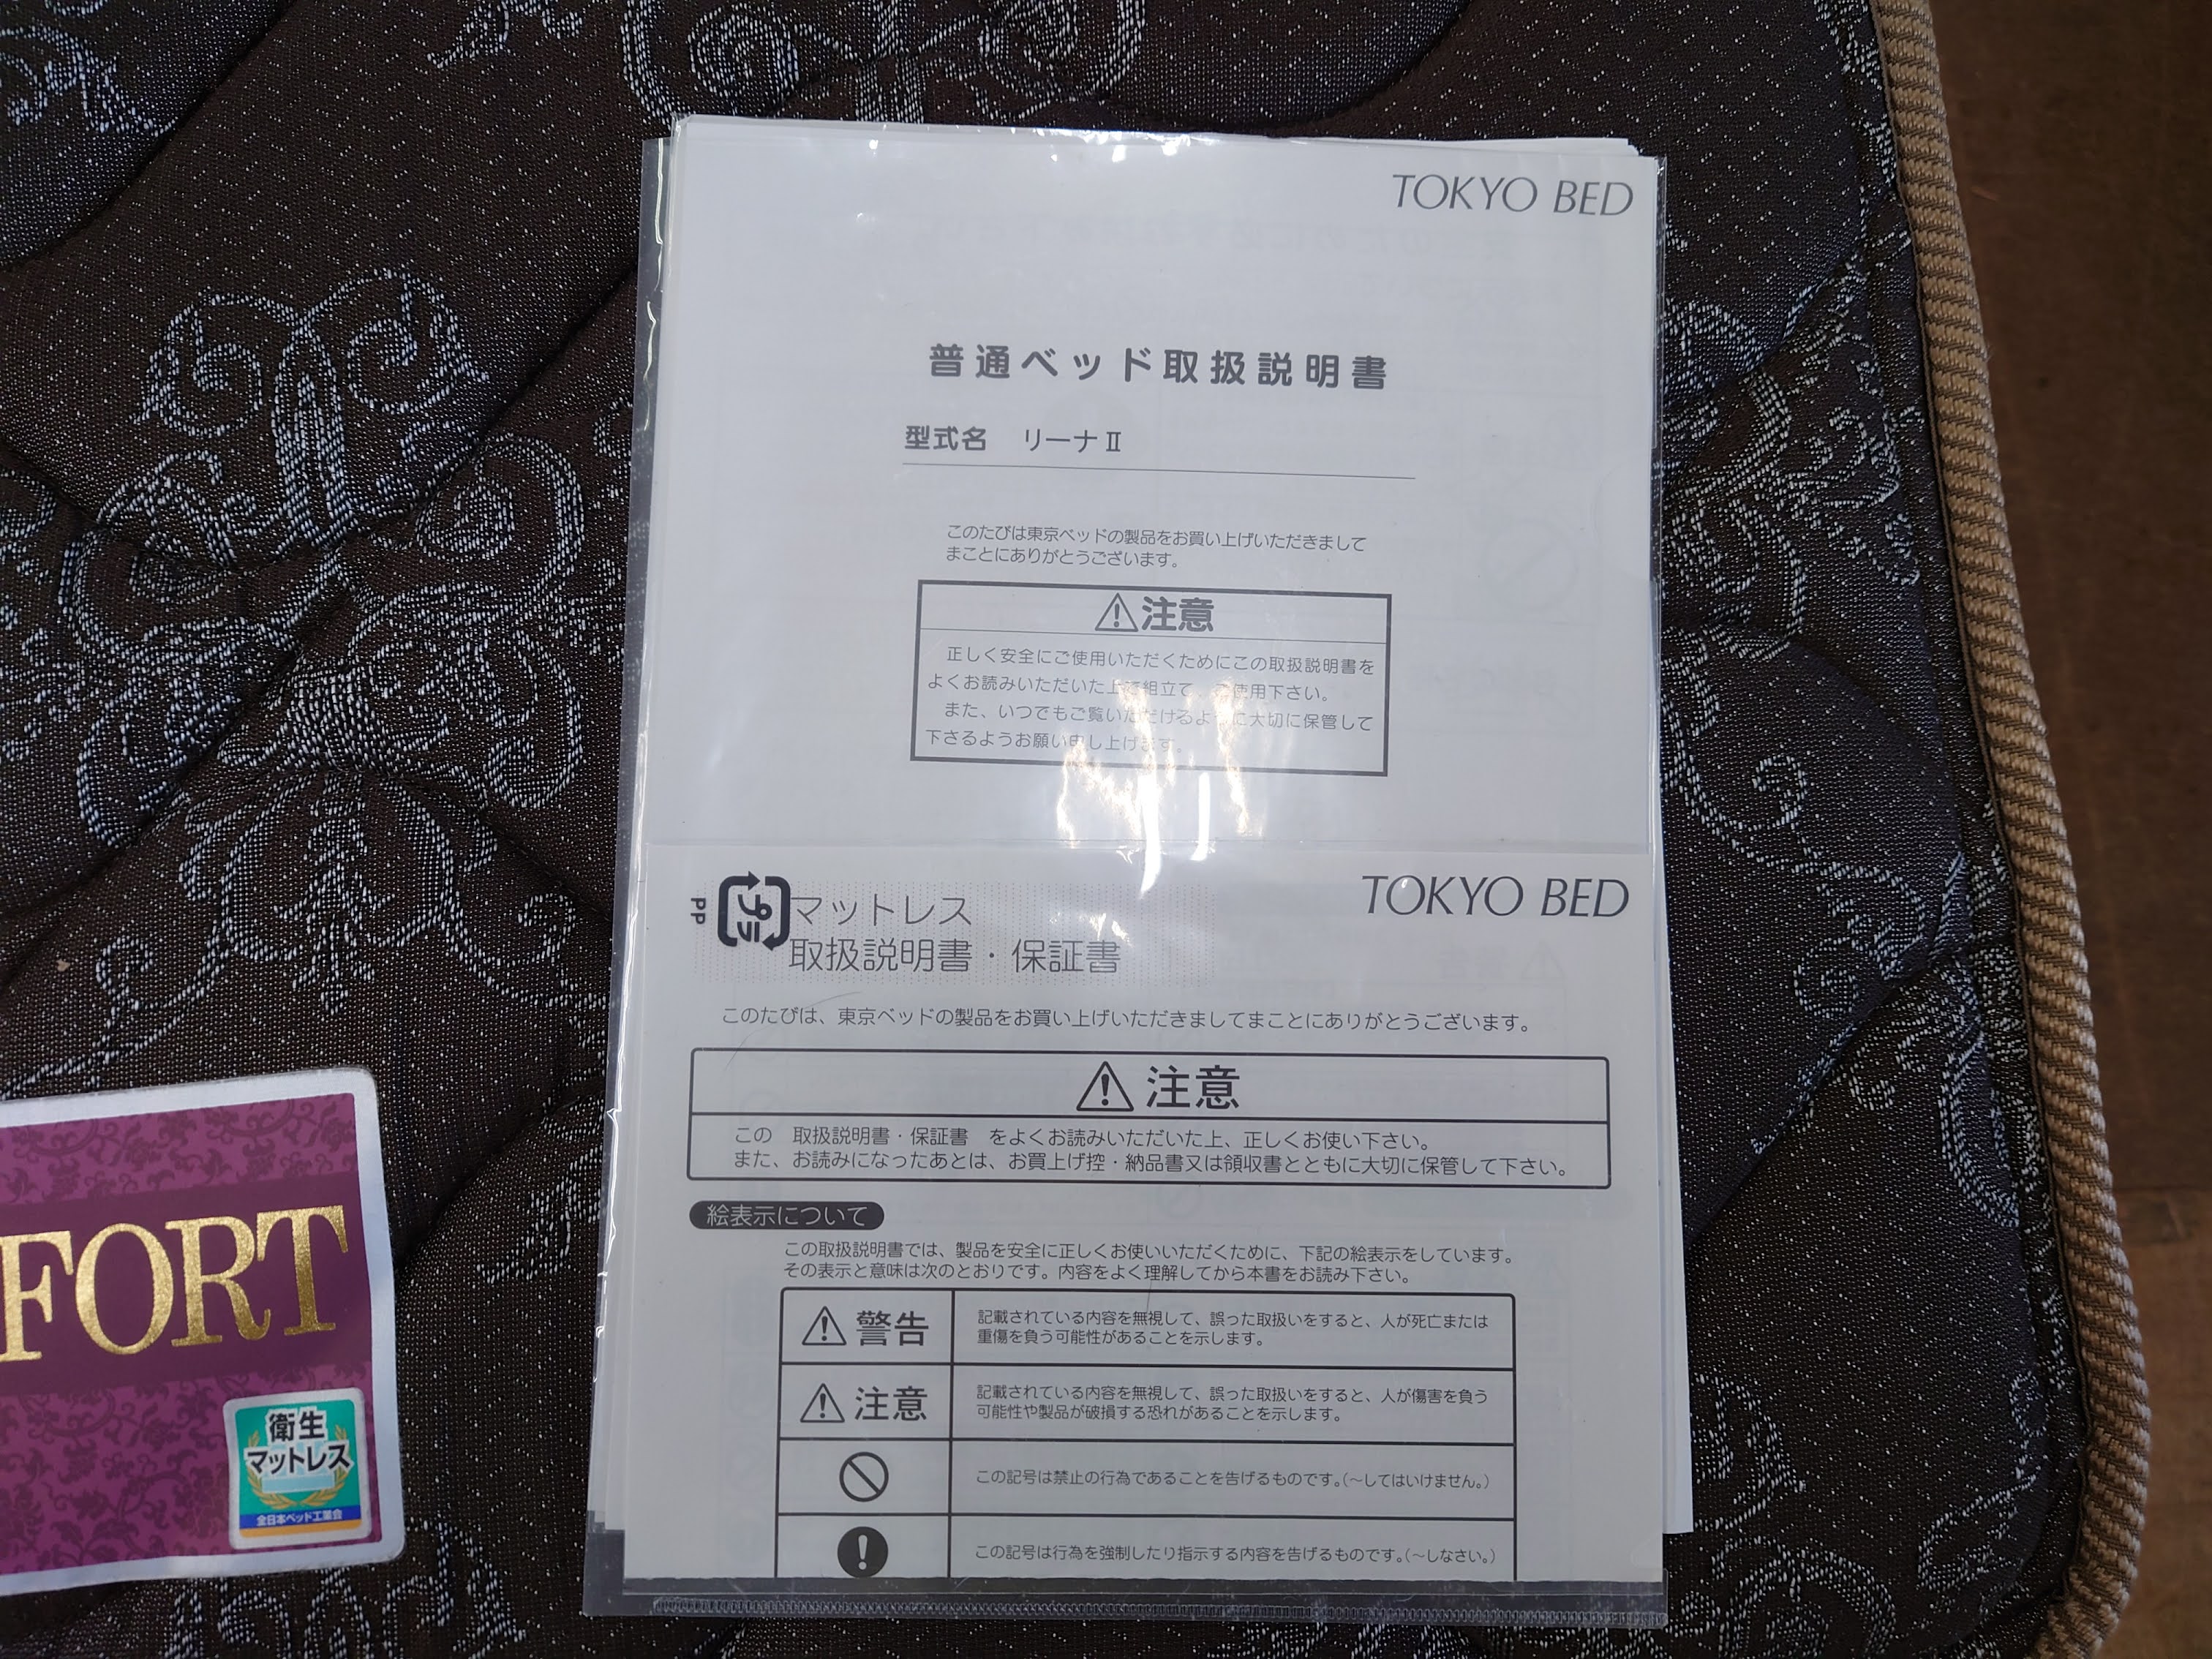 TOKYO BED
普通ベッド取扱説明書
型式名 リーナⅡ
このたびは東京ベッドの製品をお買い上げいただきまして
まことにありがとうございます。
注意
正しく安全にご使用いただくためにこの取扱説明書を
よくお読みいただいた上で組立て、ご使用下さい。
また、いつでもご覧いただけるように大切に保管して
下さるようお願い申し上げます。
TOKYO BED
PP
プラ
マットレス
取扱説明書・保証書
このたびは、東京ベッドの製品をお買い上げいただきましてまことにありがとうございます。
注意
この 取扱説明書・保証書 をよくお読みいただいた上、正しくお使い下さい。
また、お読みになったあとは、お買上げ控・納品書又は領収書とともに大切に保管して下さい。
絵表示について
この取扱説明書では、製品を安全に正しくお使いいただくために、下記の絵表示をしています。
その表示と意味は次のとおりです。内容をよく理解してから本書をお読み下さい。
警告
記載されている内容を無視して、誤った取扱いをすると、人が死亡または
重傷を負う可能性があることを示します。
注意
記載されている内容を無視して、誤った取扱いをすると、人が傷害を負う
可能性や製品が破損する恐れがあることを示します。
この記号は禁止の行為であることを告げるものです。(～してはいけません。)
この記号は行為を強制したり指示する内容を告げるものです。(～しなさい。)
FORT
衛生
マットレス
全日本ベッド工業会